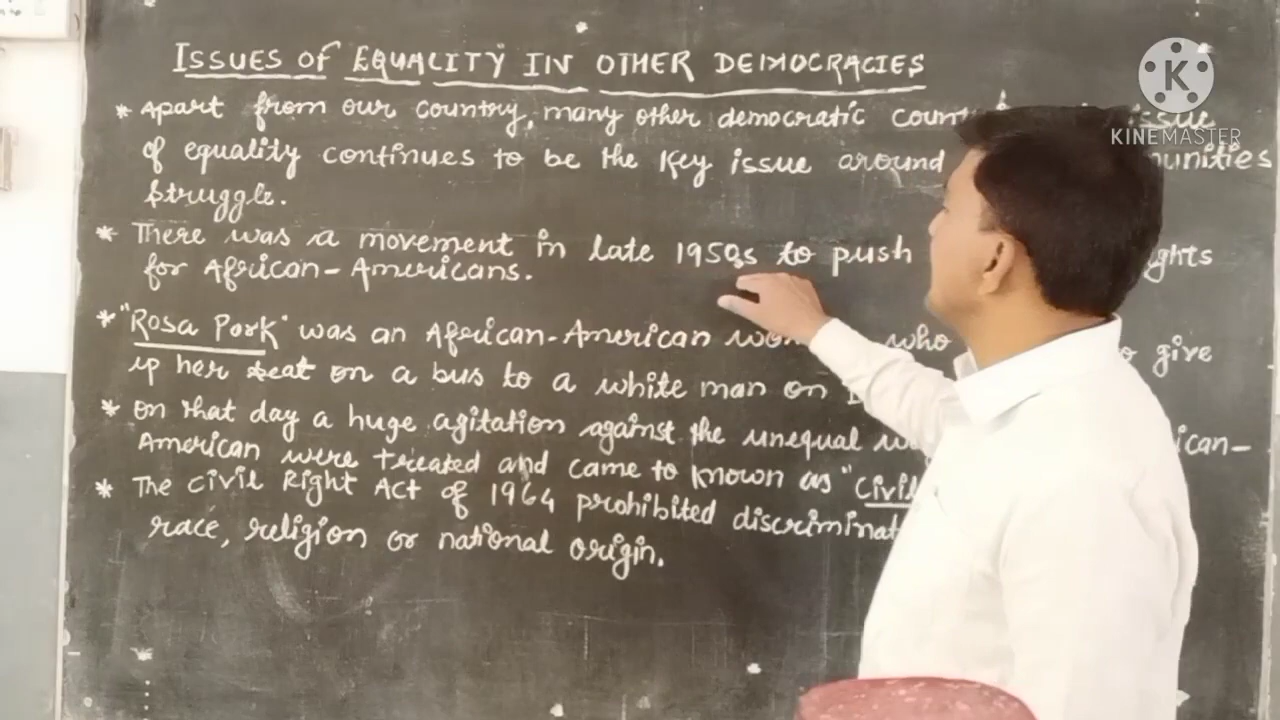 ISSUES OF EQUALITY IN OTHER DEMOCRACIES
* Apart from our country, many other democratic issue
of equality continues to be the key issue around
struggle.
* There was a movement in late 1950s to push
for African-Americans.
* "Rosa Pork" was an African-American who give
up her seat on a bus to a white man on
* on that day a huge agitation against the unequal
American were treated and came to known as "Civil
* The Civil Right Act of 1964 prohibited
race, religion or national origin.
K
KINEMASTER